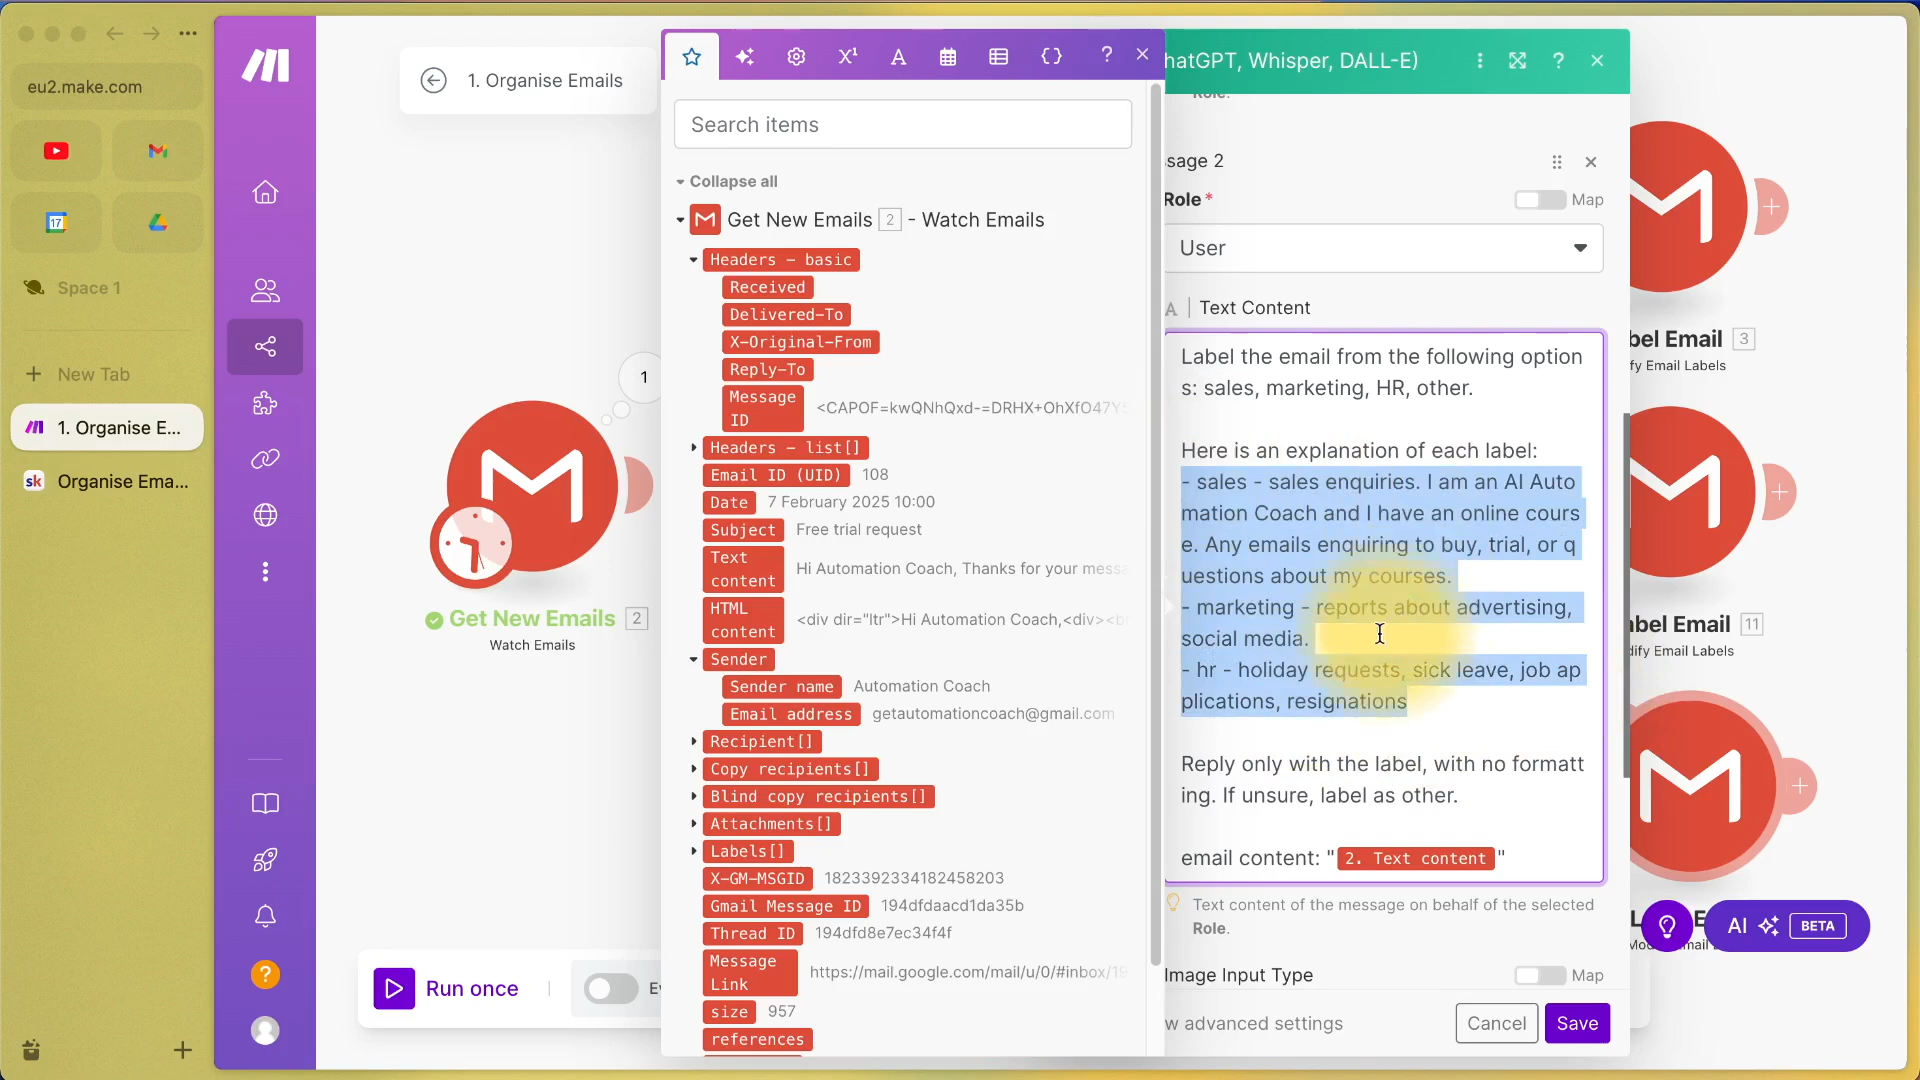 eu2.make.com
17
Space 1
New Tab
1. Organise E...
sk
Organise Ema...
?
1. Organise Emails
1
Get New Emails 2
Watch Emails
Run once
? ×
Search items
Collapse all
Get New Emails 2 - Watch Emails
Headers - basic
Received
Delivered-To
X-Original-From
Reply-To
Message ID <CAPOF=kwQNhQxd-=DRHX+OhXfO47Y
Headers - list[]
Email ID (UID) 108
Date 7 February 2025 10:00
Subject Free trial request
Text content Hi Automation Coach, Thanks for your messa
HTML content <div dir="ltr">Hi Automation Coach,<div><b
Sender
Sender name Automation Coach
Email address getautomationcoach@gmail.com
Recipient[]
Copy recipients[]
Blind copy recipients[]
Attachments[]
Labels[]
X-GM-MSGID 1823392334182458203
Gmail Message ID 194dfdaacd1da35b
Thread ID 194dfd8e7ec34f4f
Message Link https://mail.google.com/mail/u/0/#inbox/19
size 957
references
hatGPT, Whisper, DALL-E)
Role.
ssage 2
Role* Map
User
A | Text Content
Label the email from the following option
s: sales, marketing, HR, other.
Here is an explanation of each label:
- sales - sales enquiries. I am an AI Auto
mation Coach and I have an online cours
e. Any emails enquiring to buy, trial, or q
uestions about my courses.
- marketing - reports about advertising,
social media.
- hr - holiday requests, sick leave, job ap
plications, resignations
Reply only with the label, with no formatt
ing. If unsure, label as other.
email content: "2. Text content"
Text content of the message on behalf of the selected
Role.
Image Input Type Map
w advanced settings
Cancel
Save
bel Email 3
fy Email Labels
abel Email 11
dify Email Labels
AI BETA